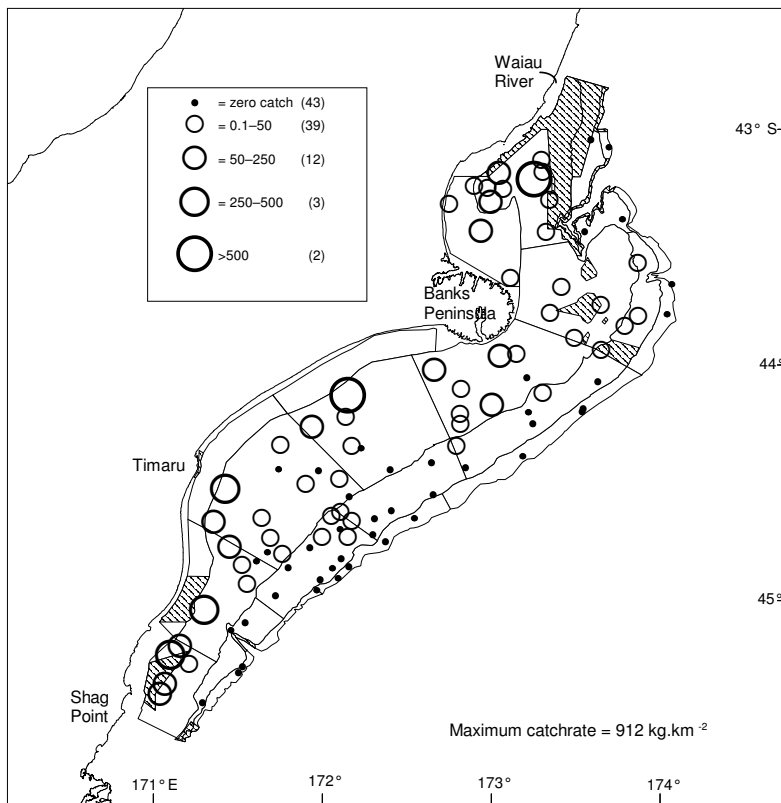 Waiau
River
= zero catch (43)
= 0.1–50 (39)
= 50–250 (12)
= 250–500 (3)
>500 (2)
43° S
Banks
Peninsula
44°
Timaru
45°
Shag
Point
Maximum catchrate = 912 kg.km -2
171° E 172° 173° 174°